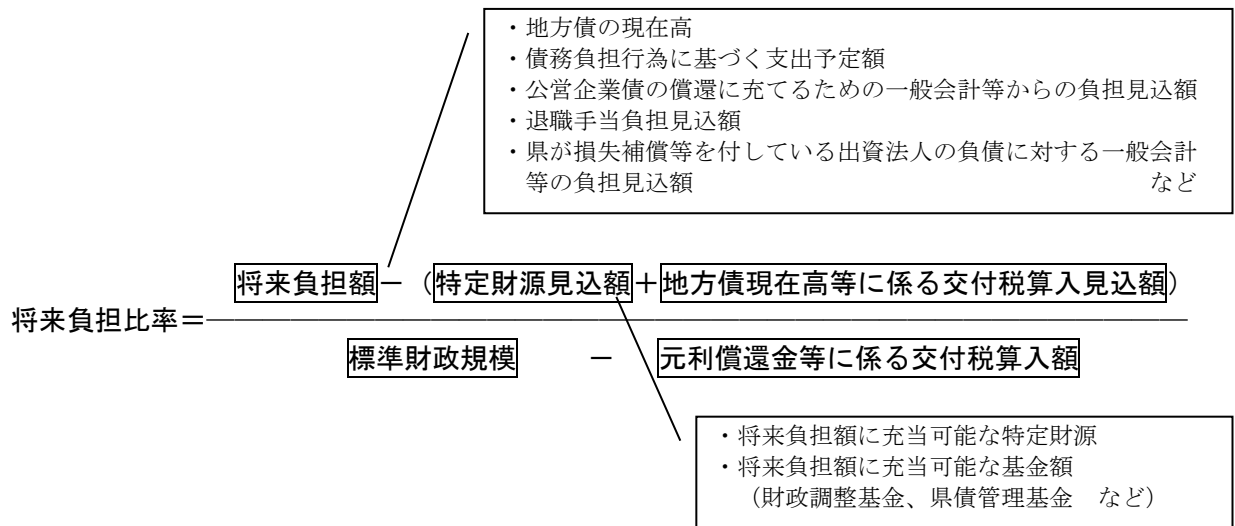 ・地方債の現在高
・債務負担行為に基づく支出予定額
・公営企業債の償還に充てるための一般会計等からの負担見込額
・退職手当負担見込額
・県が損失補償等を付している出資法人の負債に対する一般会計
等の負担見込額　など
将来負担額－（特定財源見込額＋地方債現在高等に係る交付税算入見込額）
将来負担比率＝
標準財政規模　－　元利償還金等に係る交付税算入額
・将来負担額に充当可能な特定財源
・将来負担額に充当可能な基金額
（財政調整基金、県債管理基金　など）